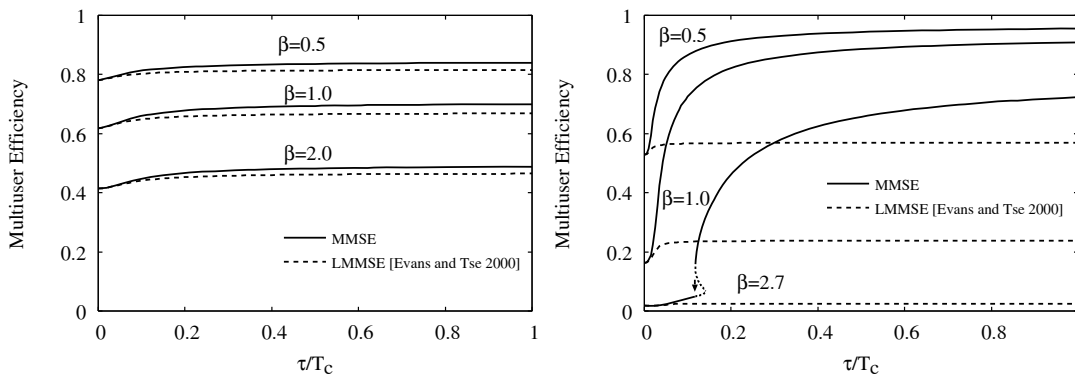 Multiuser Efficiency
1
0.8
0.6
0.4
0.2
0
β=0.5
β=1.0
β=2.0
MMSE
LMMSE [Evans and Tse 2000]
0 0.2 0.4 0.6 0.8 1
τ/Tc
Multiuser Efficiency
1
0.8
0.6
0.4
0.2
0
β=0.5
β=1.0
MMSE
LMMSE [Evans and Tse 2000]
β=2.7
0 0.2 0.4 0.6 0.8
τ/Tc